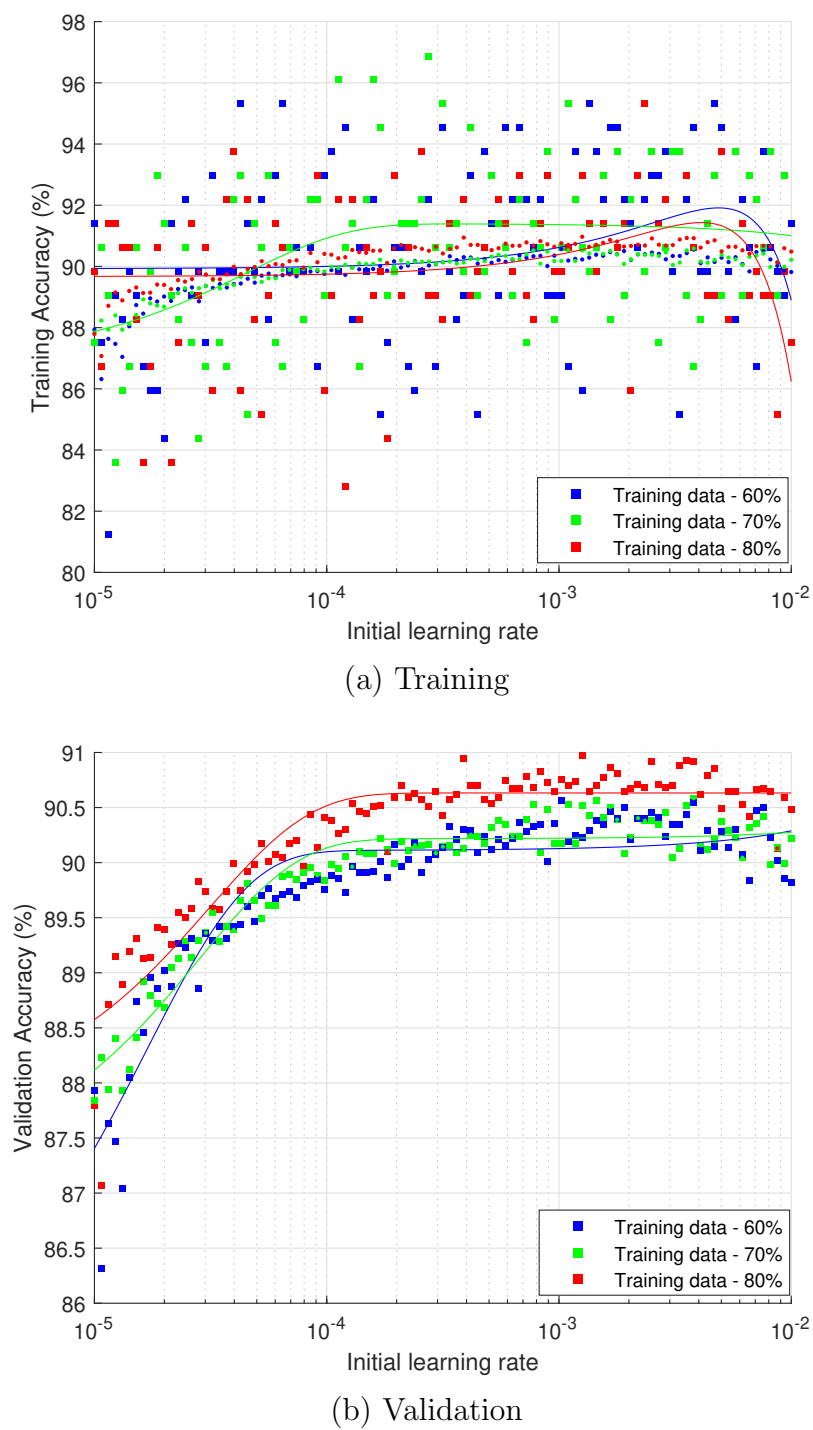 98
96
94
92
90
88
86
84
82
80
Training Accuracy (%)
Training data - 60%
Training data - 70%
Training data - 80%
10-5
10-4
10-3
10-2
Initial learning rate
(a) Training
91
90.5
90
89.5
89
88.5
88
87.5
87
86.5
86
Validation Accuracy (%)
Training data - 60%
Training data - 70%
Training data - 80%
10-5
10-4
10-3
10-2
Initial learning rate
(b) Validation